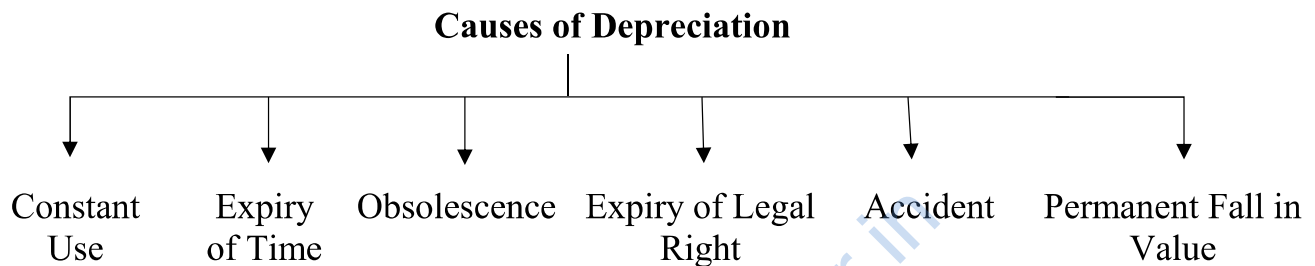 Causes of Depreciation
Constant
Use
Expiry
of Time
Obsolescence
Expiry of Legal
Right
Accident
Permanent Fall in
Value